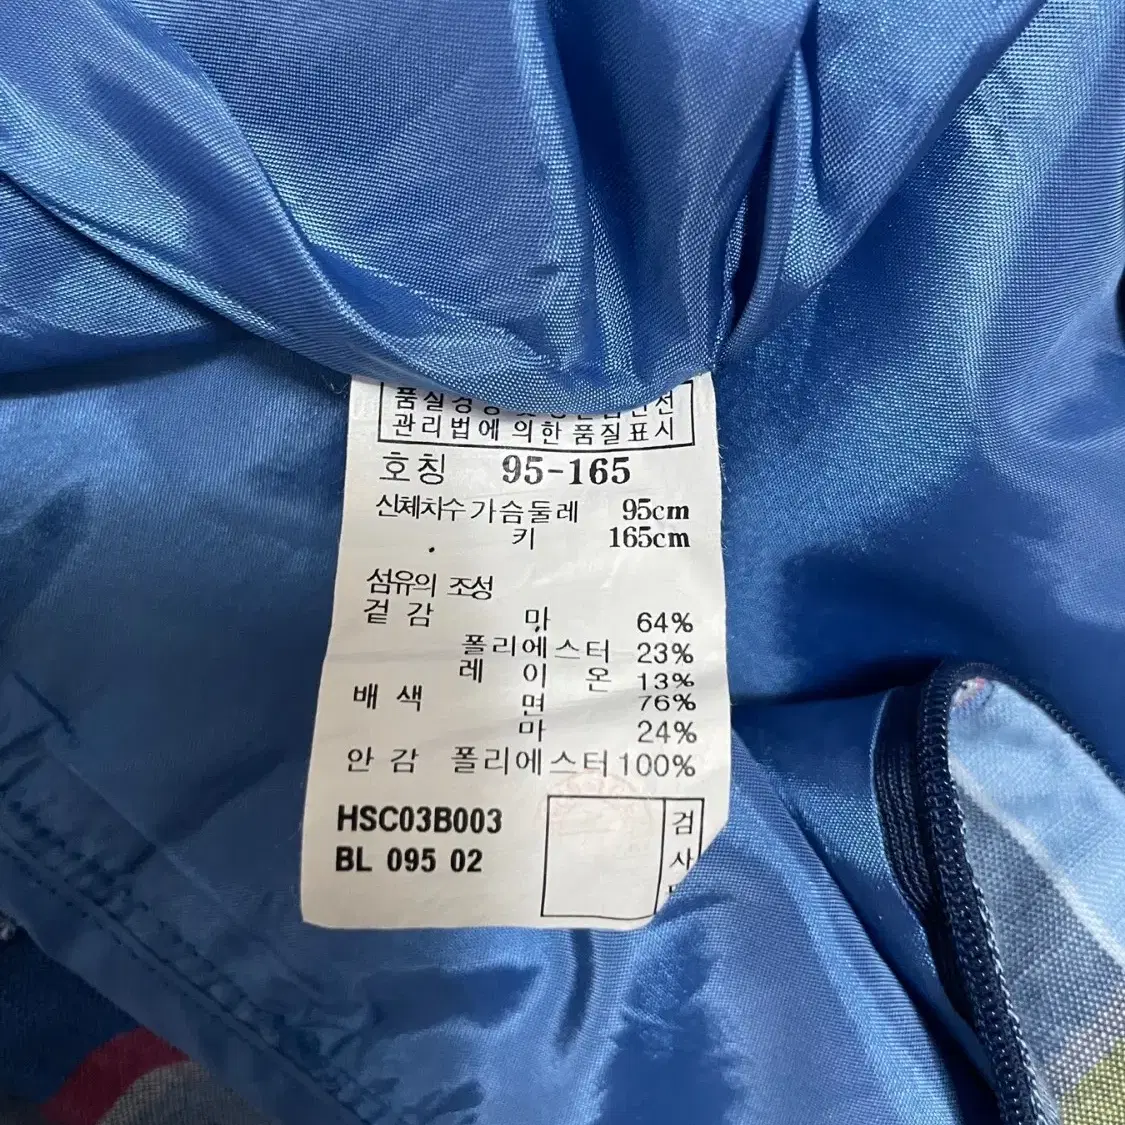 관리법에 의한 품질표시
호칭 95-165
신체치수 가슴둘레 95cm
키 165cm
섬유의 조성
겉감 마 64%
폴리에스터 23%
레이온 13%
배색 면 76%
마 24%
안감 폴리에스터 100%
HSC03B003
BL 095 02
검
사